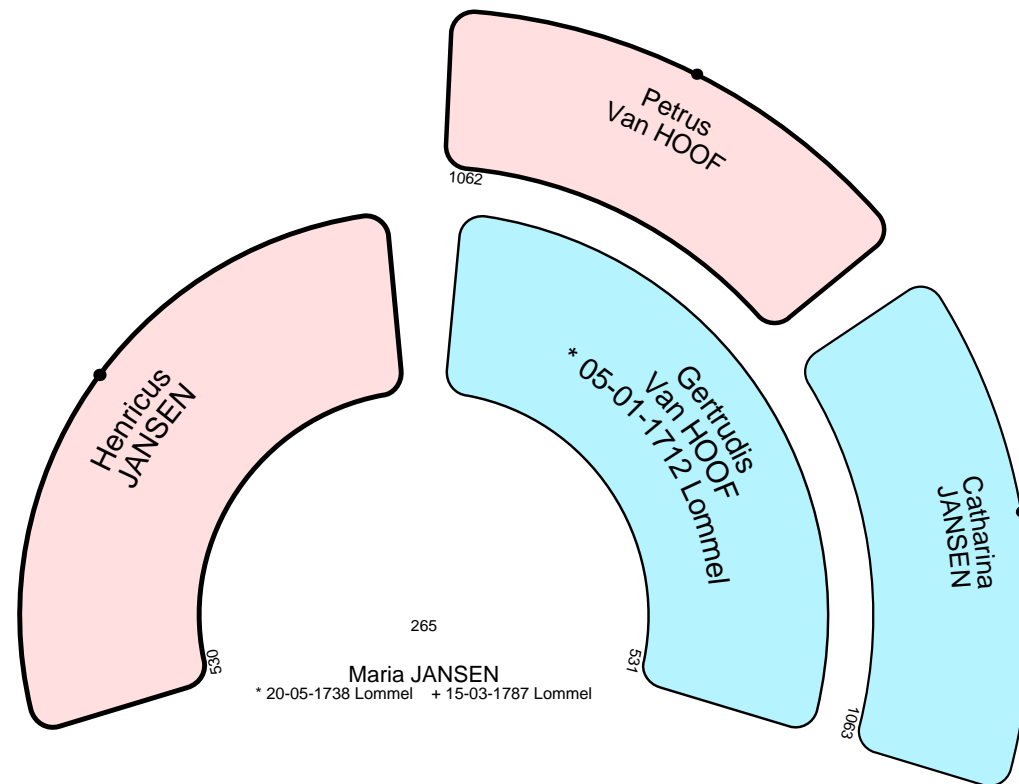 Petrus
Van HOOF
1062
Henricus
JANSEN
530
Gertrudis
Van HOOF
* 05-01-1712 Lommel
531
Catharina
JANSEN
1063
265
Maria JANSEN
* 20-05-1738 Lommel + 15-03-1787 Lommel